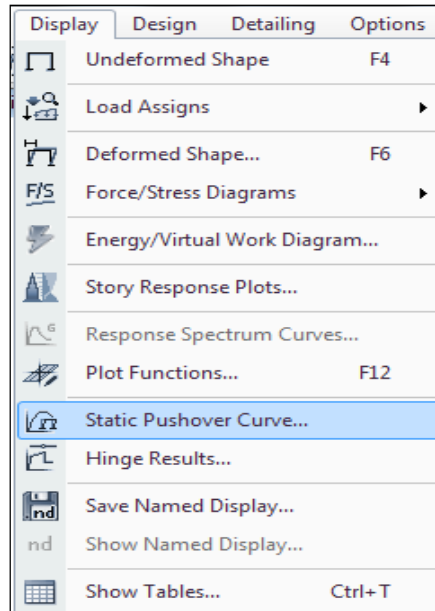 Display Design Detailing Options
Undeformed Shape F4
Load Assigns
Deformed Shape... F6
F/S Force/Stress Diagrams
Energy/Virtual Work Diagram...
Story Response Plots...
G Response Spectrum Curves...
Plot Functions... F12
Static Pushover Curve...
Hinge Results...
nd Save Named Display...
nd Show Named Display...
Show Tables... Ctrl+T